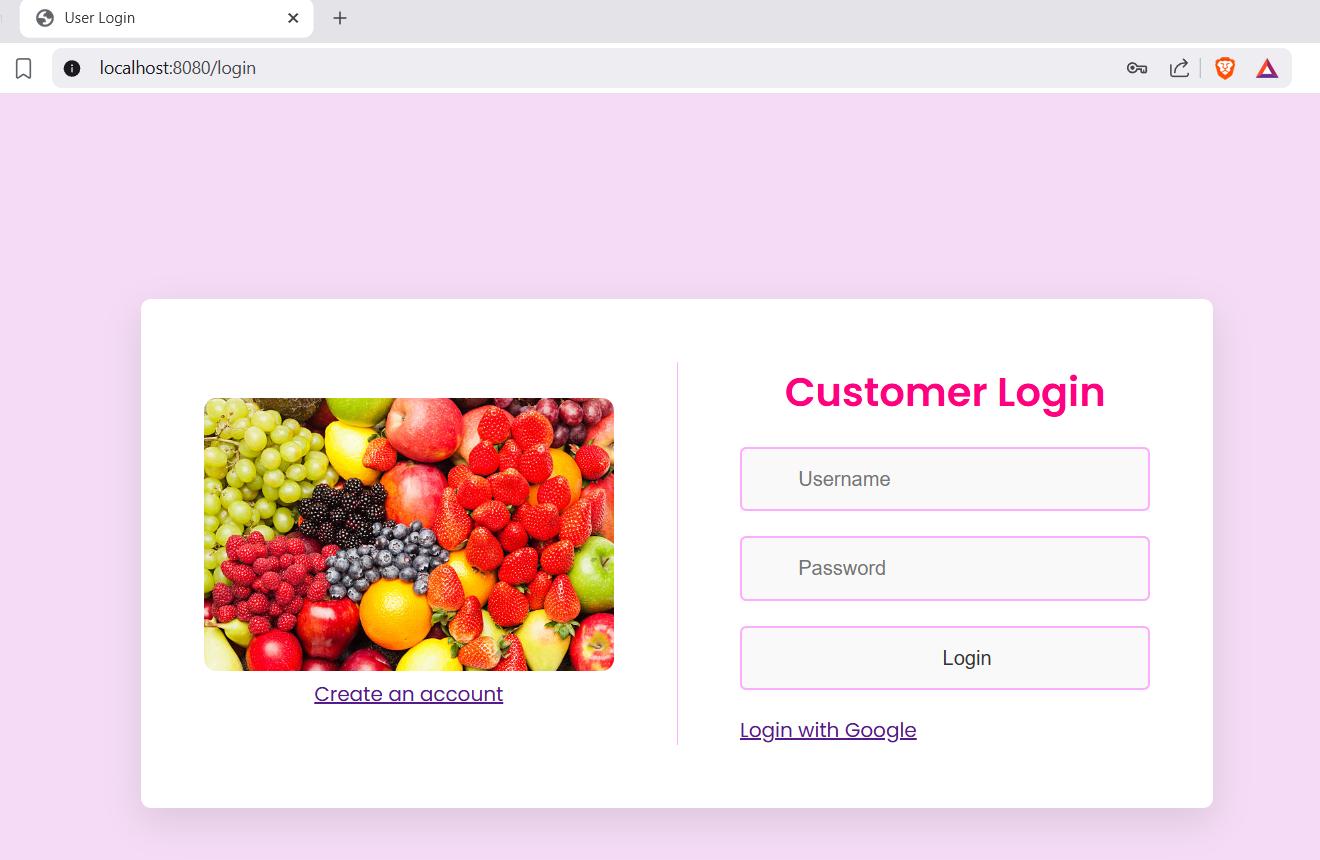 User Login
localhost:8080/login
Customer Login
Username
Password
Login
Create an account
Login with Google